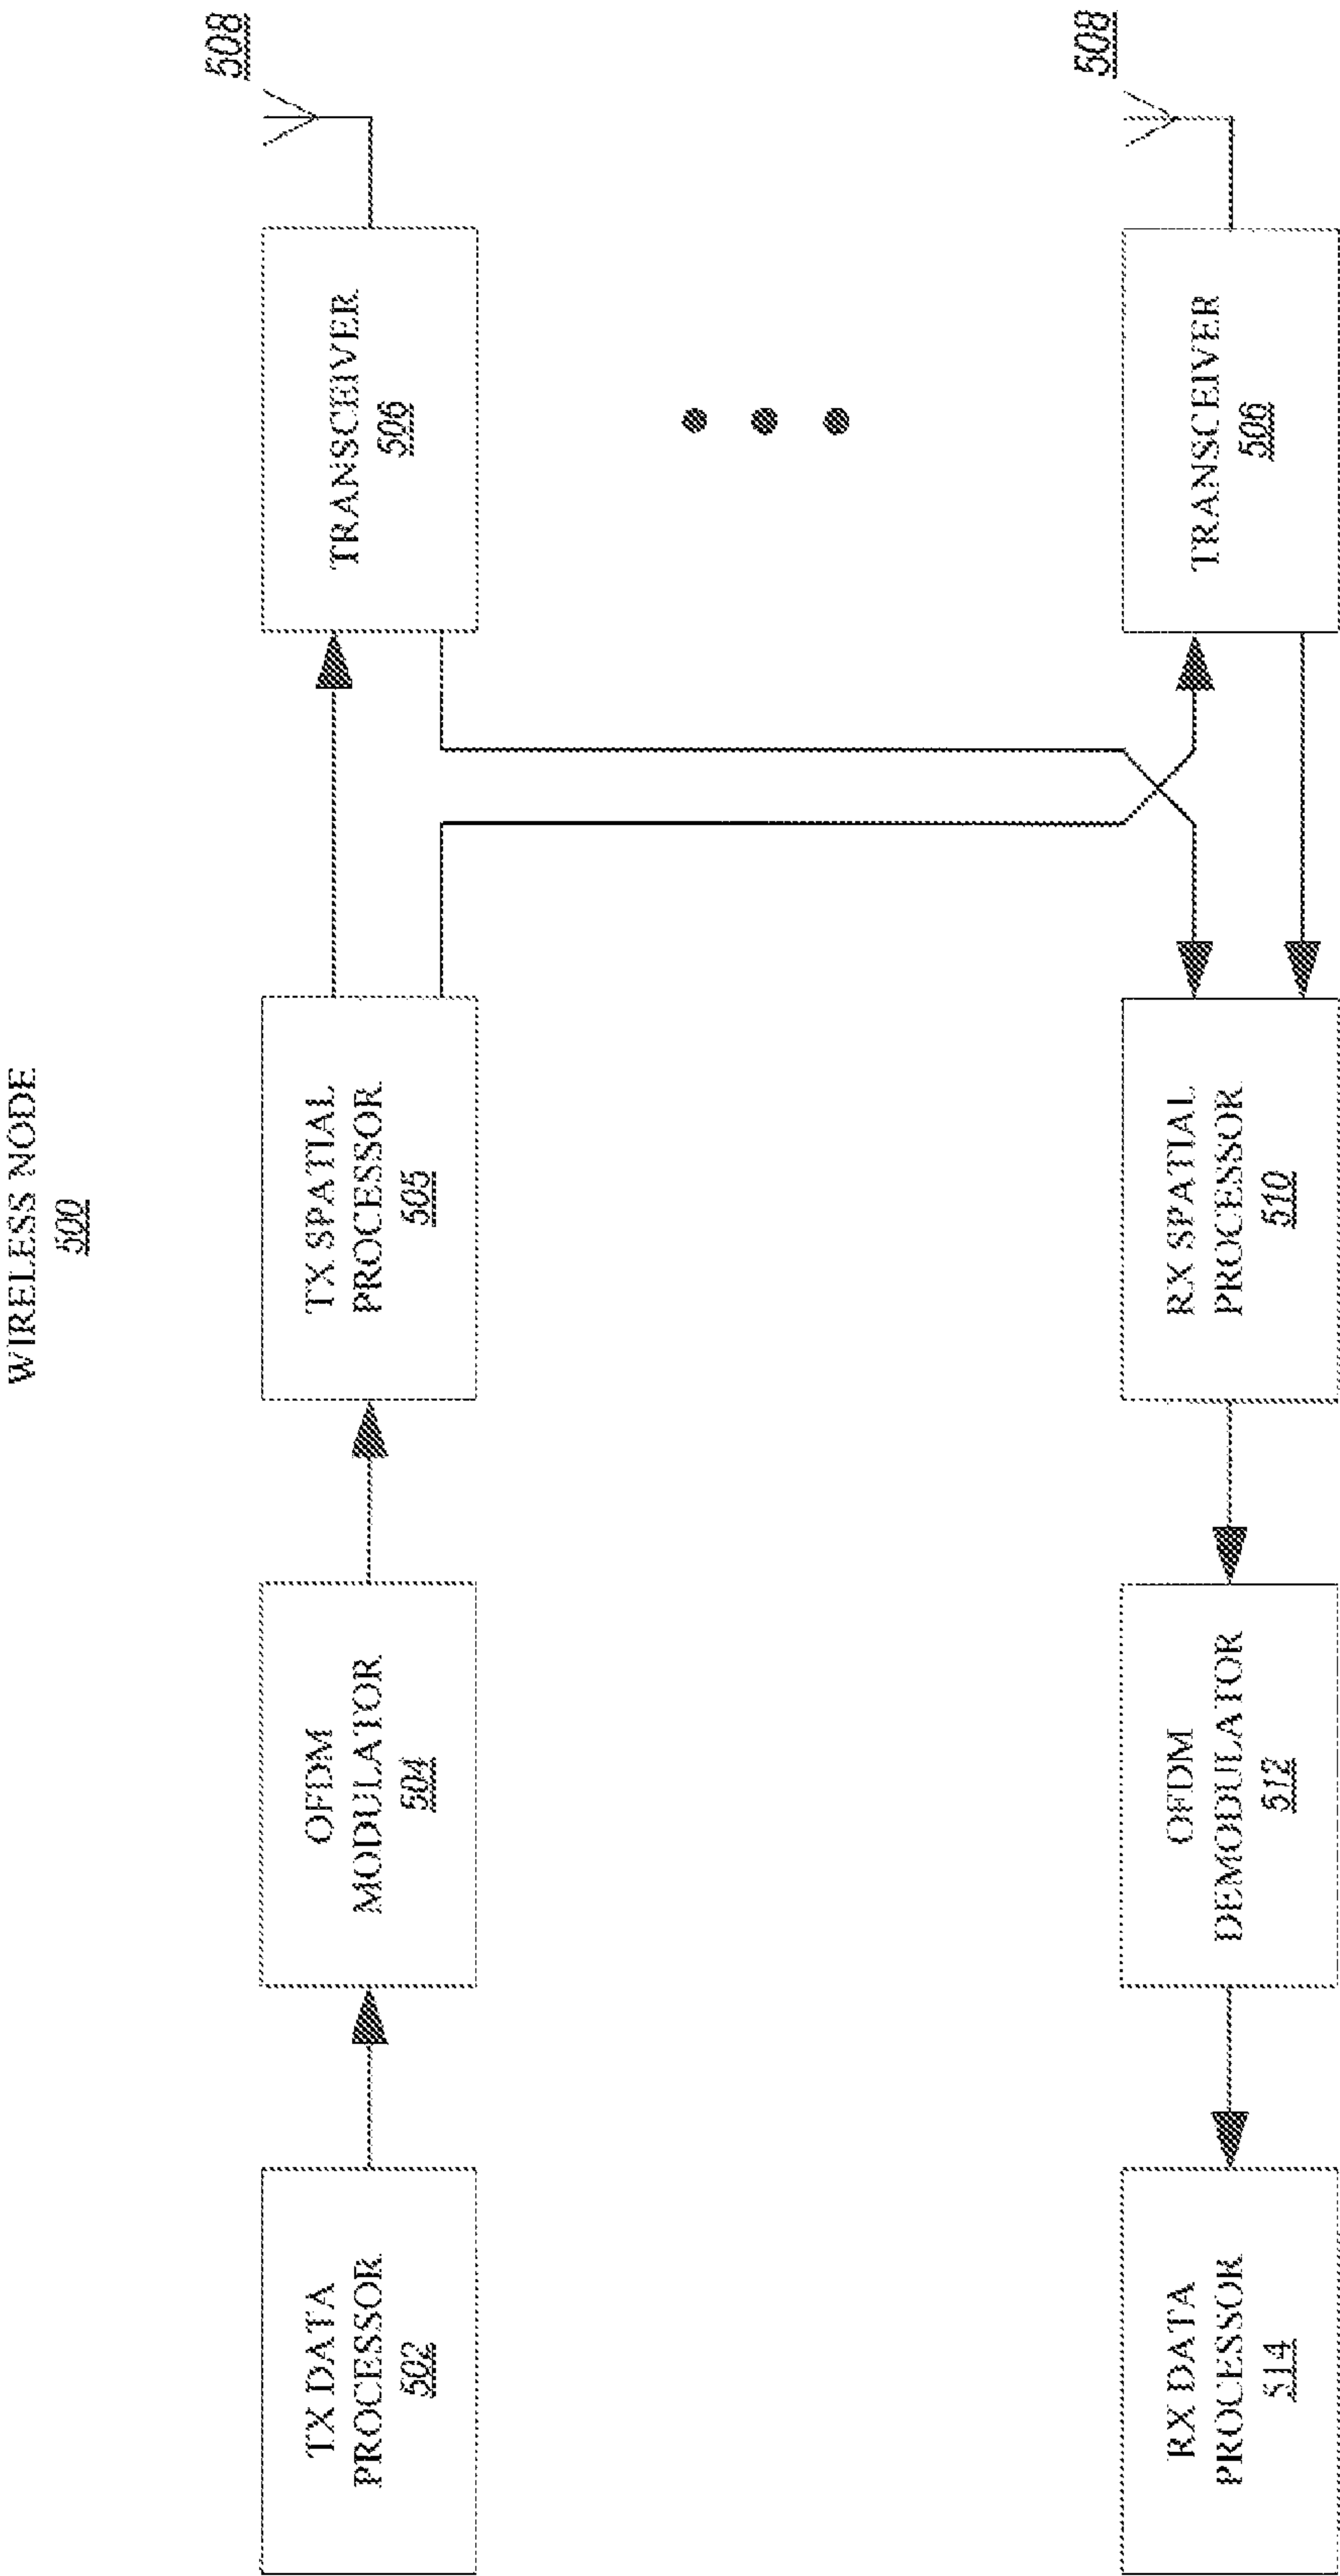 WIRELESS NODE
500
TX DATA
PROCESSOR
502
OFDM
MODULATOR
504
TX SPATIAL
PROCESSOR
505
TRANSCEIVER
506
508
RX DATA
PROCESSOR
514
OFDM
DEMODULATOR
512
RX SPATIAL
PROCESSOR
510
TRANSCEIVER
506
508